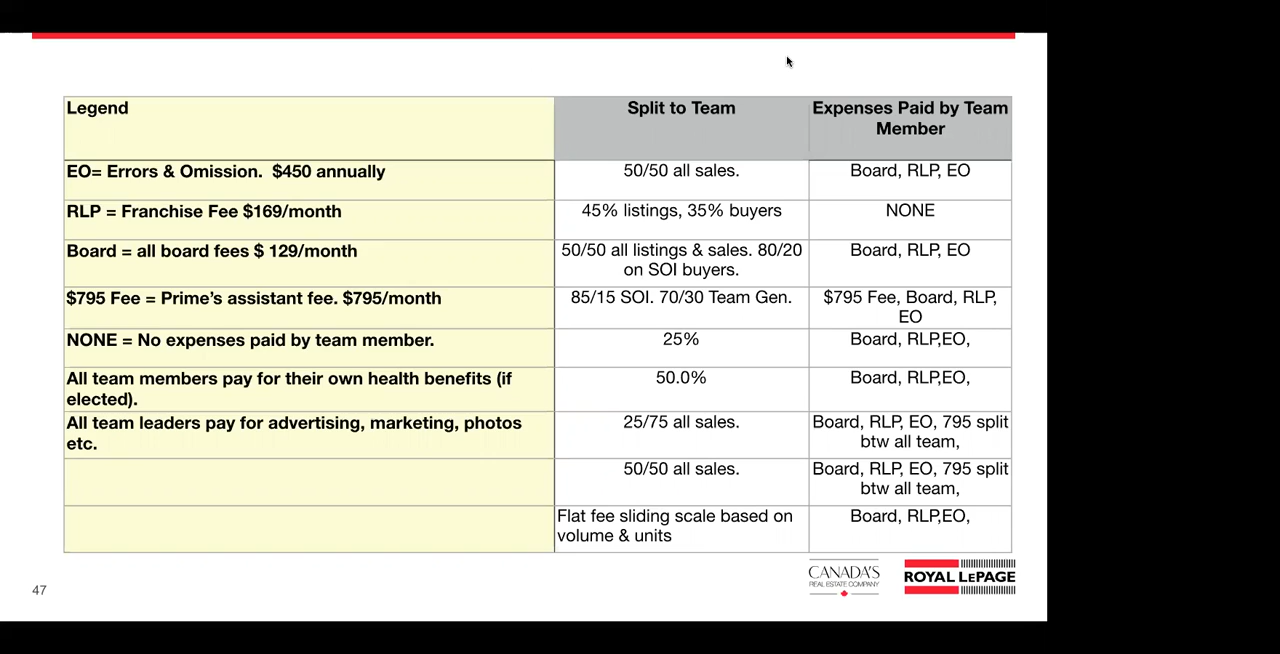 Legend
Split to Team
Expenses Paid by Team
Member
EO= Errors & Omission.  $450 annually
50/50 all sales.
Board, RLP, EO
RLP = Franchise Fee $169/month
45% listings, 35% buyers
NONE
Board = all board fees $ 129/month
50/50 all listings & sales. 80/20
on SOI buyers.
Board, RLP, EO
$795 Fee = Prime’s assistant fee. $795/month
85/15 SOI. 70/30 Team Gen.
$795 Fee, Board, RLP,
EO
NONE = No expenses paid by team member.
25%
Board, RLP,EO,
All team members pay for their own health benefits (if
elected).
50.0%
Board, RLP,EO,
All team leaders pay for advertising, marketing, photos
etc.
25/75 all sales.
Board, RLP, EO, 795 split
btw all team,
50/50 all sales.
Board, RLP, EO, 795 split
btw all team,
Flat fee sliding scale based on
volume & units
Board, RLP,EO,
47
CANADA'S
REAL ESTATE COMPANY
ROYAL LEPAGE